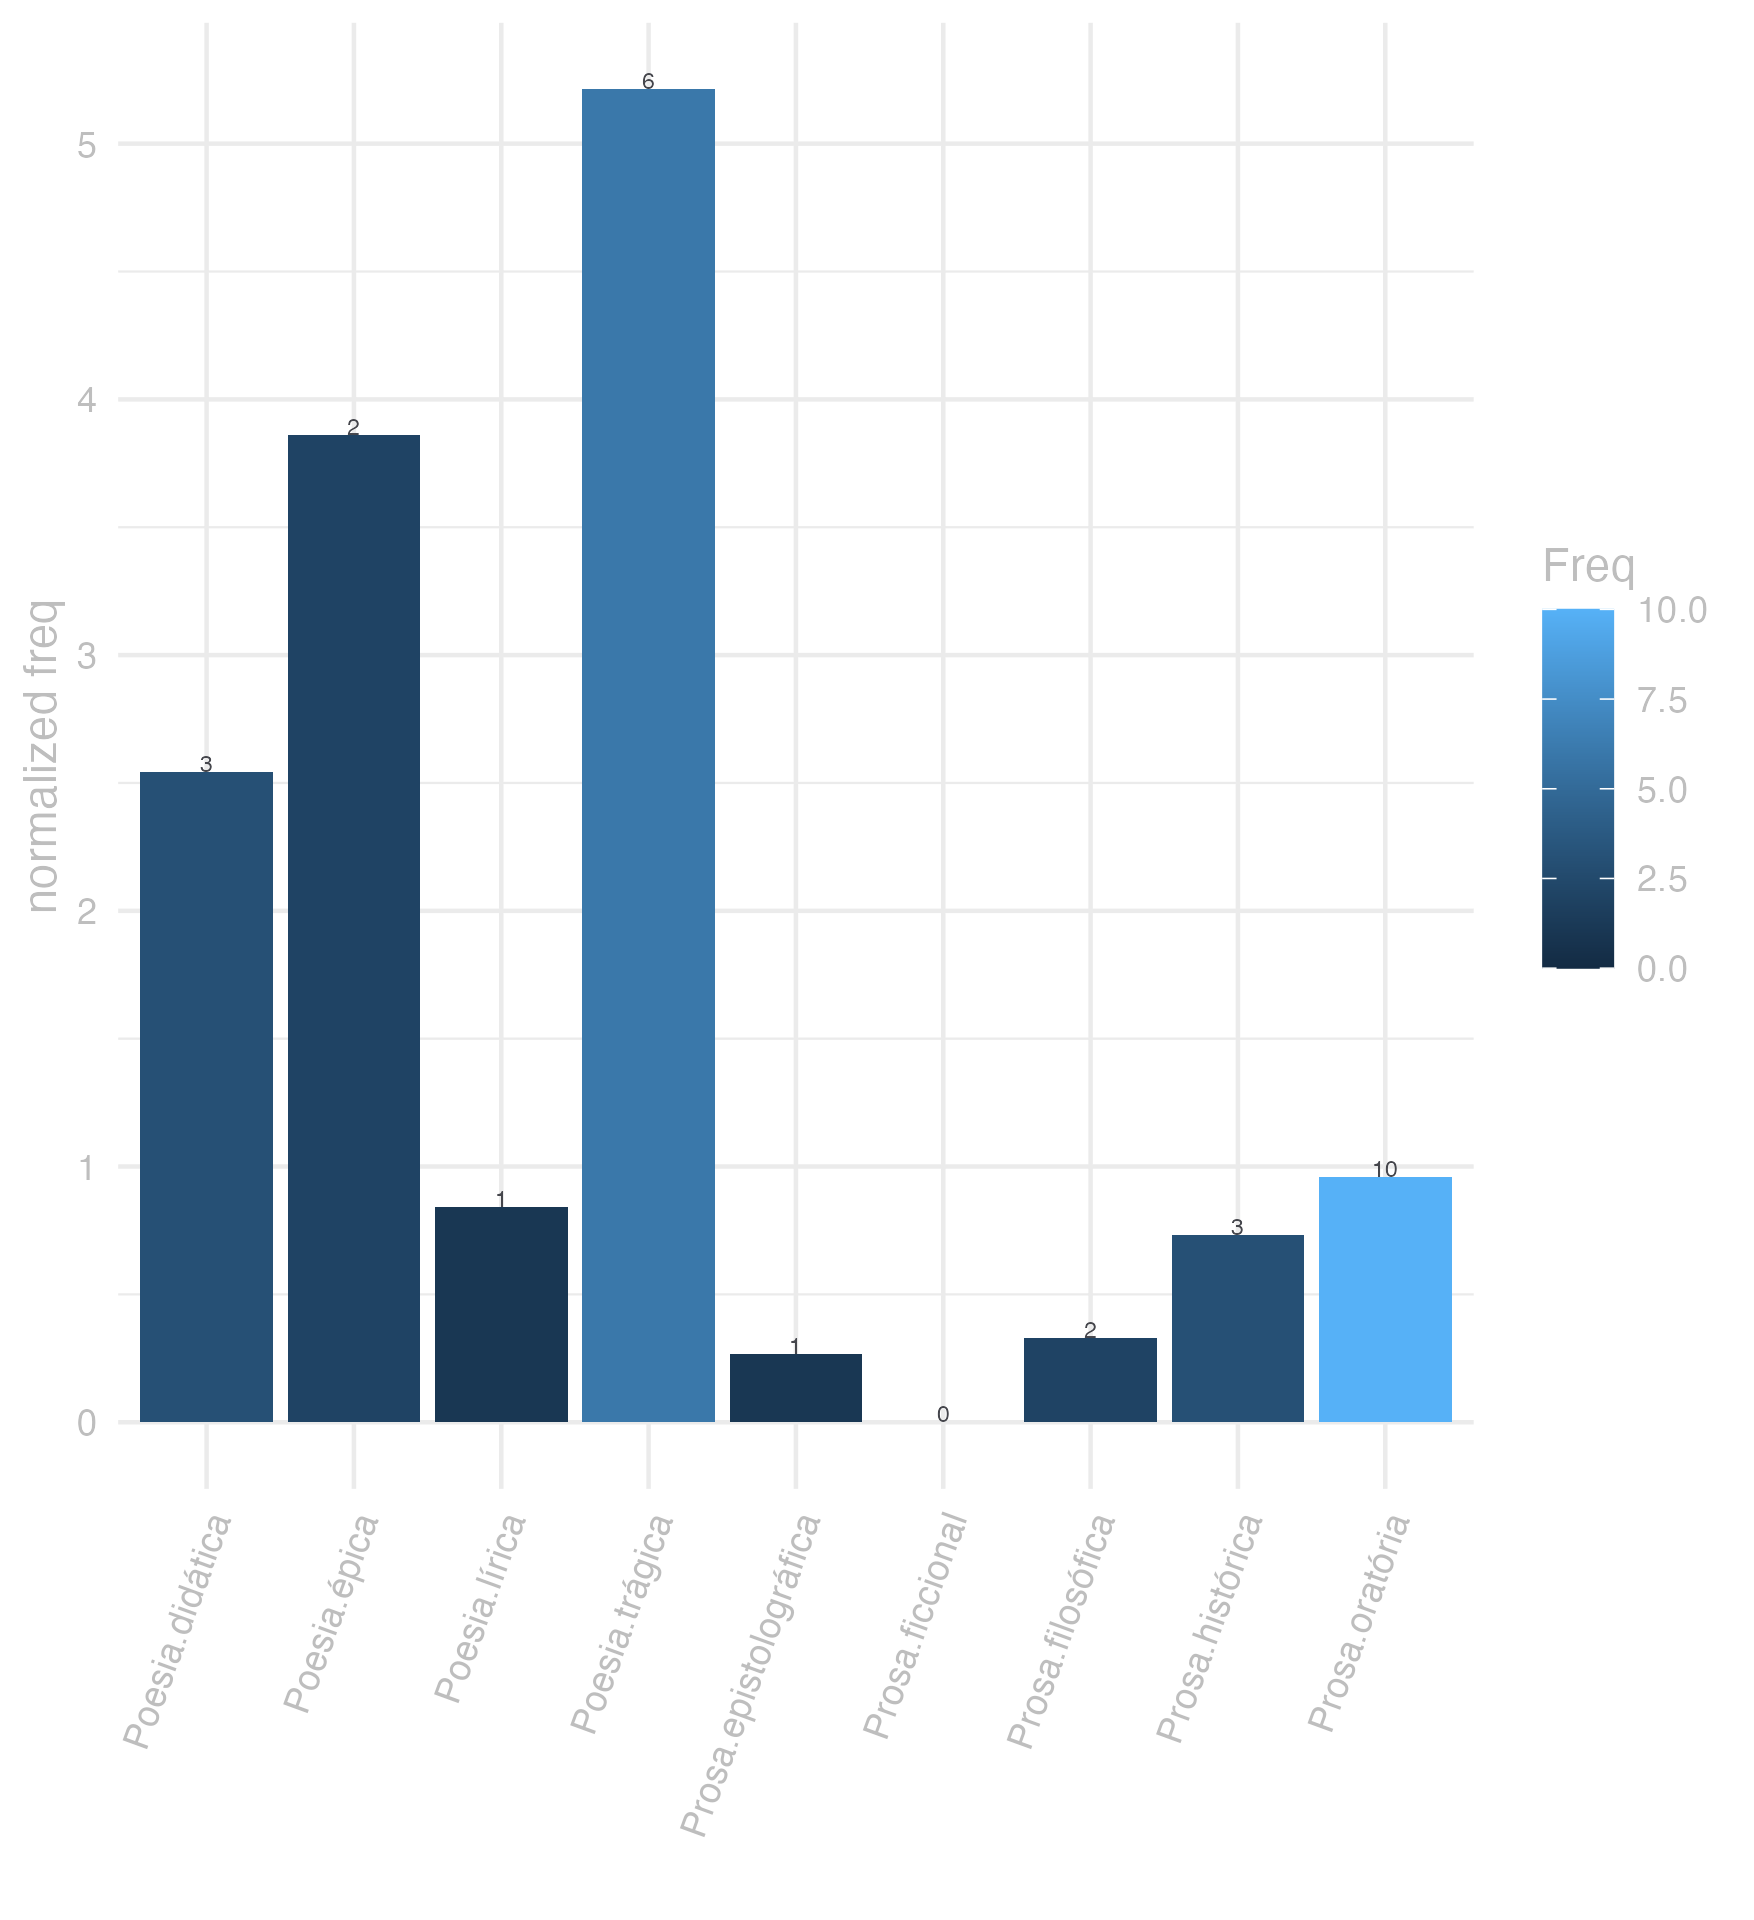 normalized freq
5
4
3
2
1
0
3
2
1
6
1
0
2
3
10
Poesia.didática
Poesia.épica
Poesia.lírica
Poesia.trágica
Prosa.epistolográfica
Prosa.ficcional
Prosa.filosófica
Prosa.histórica
Prosa.oratória
Freq
10.0
7.5
5.0
2.5
0.0